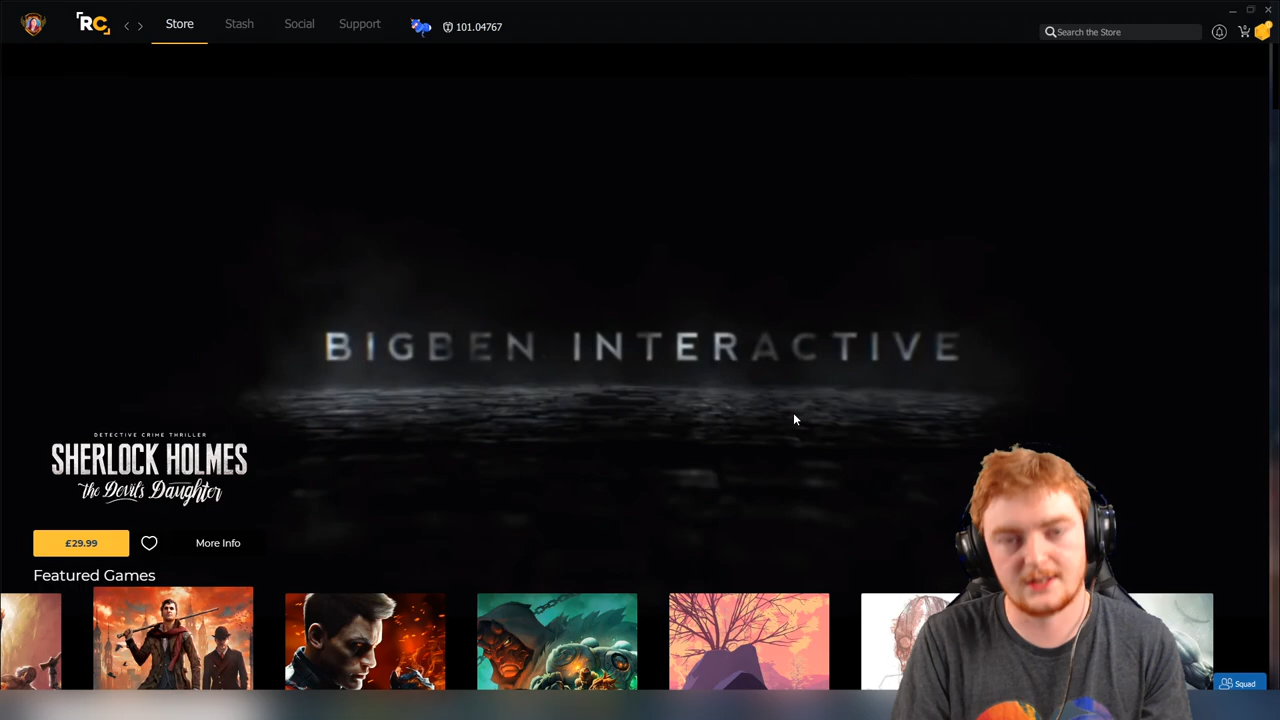 RC
Store
Stash
Social
Support
101.04767
Search the Store
BIGBEN INTERACTIVE
DETECTIVE CRIME THRILLER
SHERLOCK HOLMES
the Devil's Daughter
£29.99
More Info
Featured Games
Squad